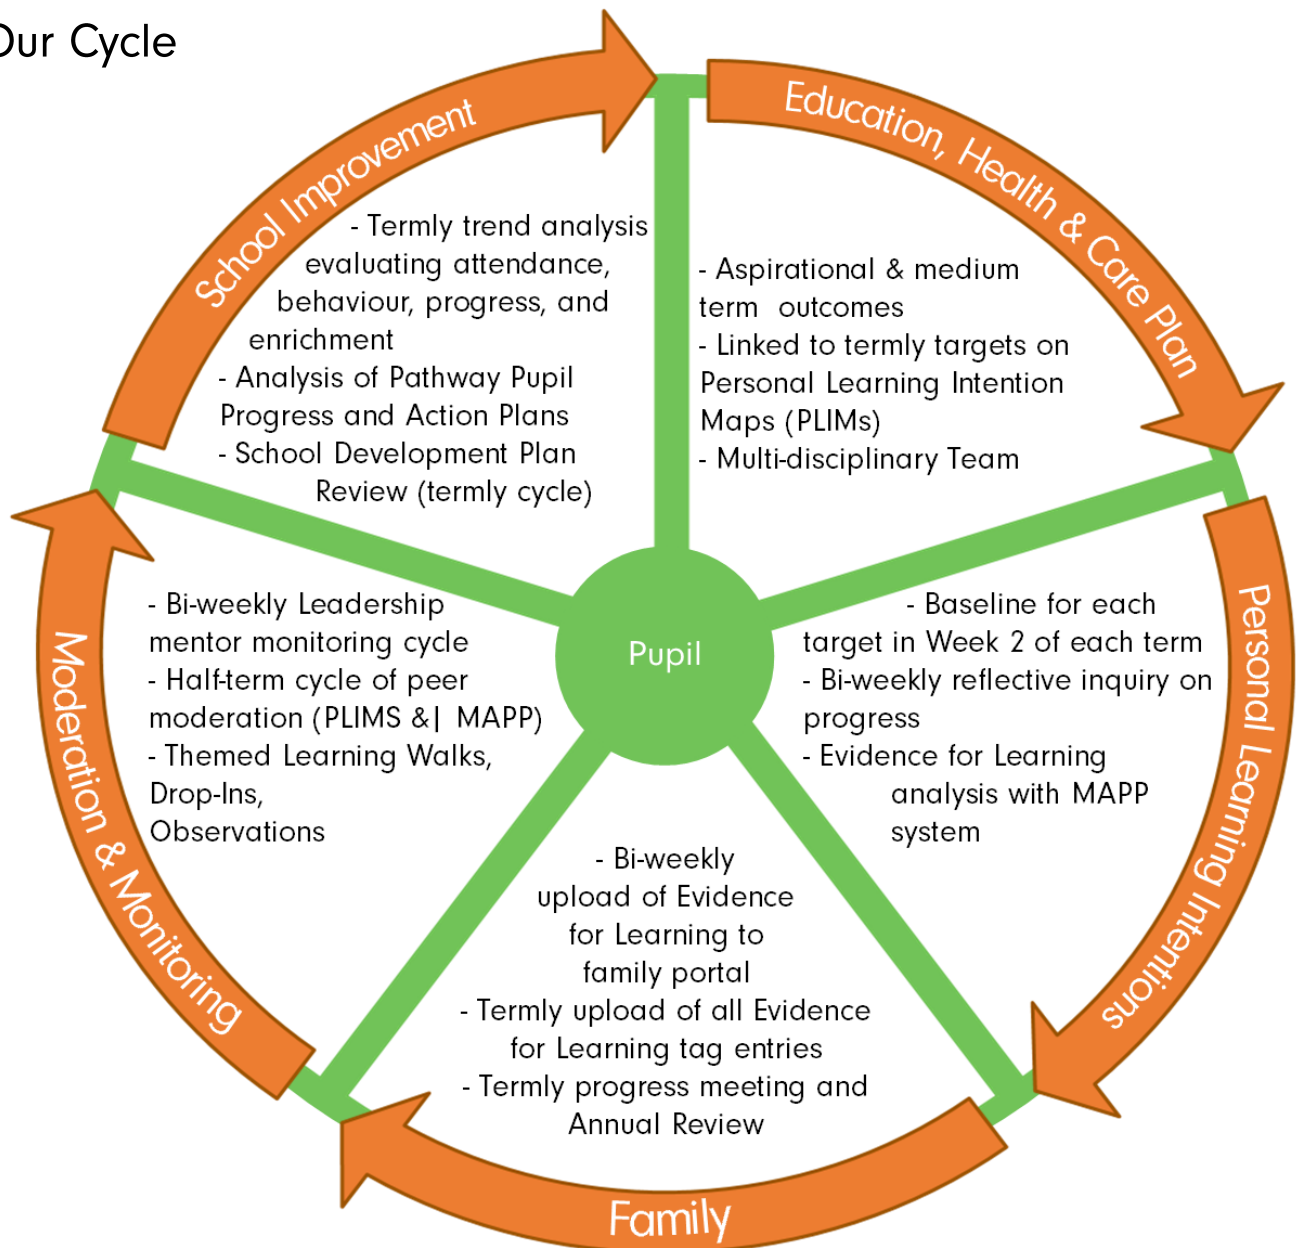 Our Cycle
Education, Health & Care Plan
- Aspirational & medium
term outcomes
- Linked to termly targets on
Personal Learning Intention
Maps (PLIMs)
- Multi-disciplinary Team
Personal Learning Intentions
- Baseline for each
target in Week 2 of each term
- Bi-weekly reflective inquiry on
progress
- Evidence for Learning
analysis with MAPP
system
Family
- Bi-weekly
upload of Evidence
for Learning to
family portal
- Termly upload of all Evidence
for Learning tag entries
- Termly progress meeting and
Annual Review
Moderation & Monitoring
- Bi-weekly Leadership
mentor monitoring cycle
- Half-term cycle of peer
moderation (PLIMS &| MAPP)
- Themed Learning Walks,
Drop-Ins,
Observations
School Improvement
- Termly trend analysis
evaluating attendance,
behaviour, progress, and
enrichment
- Analysis of Pathway Pupil
Progress and Action Plans
- School Development Plan
Review (termly cycle)
Pupil